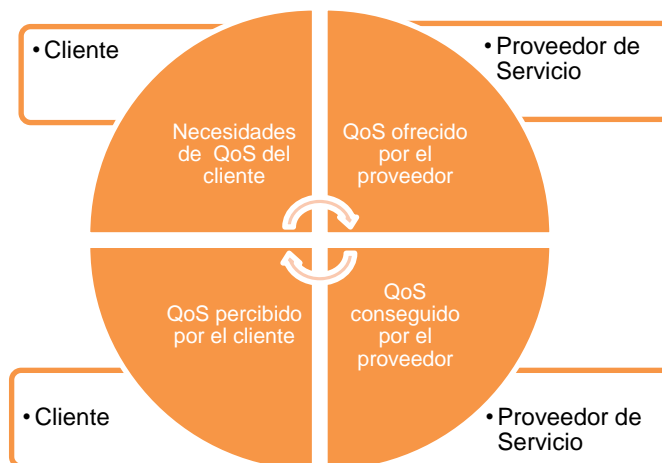 • Cliente
• Proveedor de
Servicio
Necesidades
de QoS del
cliente
QoS ofrecido
por el
proveedor
QoS percibido
por el cliente
QoS
conseguido
por el
proveedor
• Cliente
• Proveedor de
Servicio